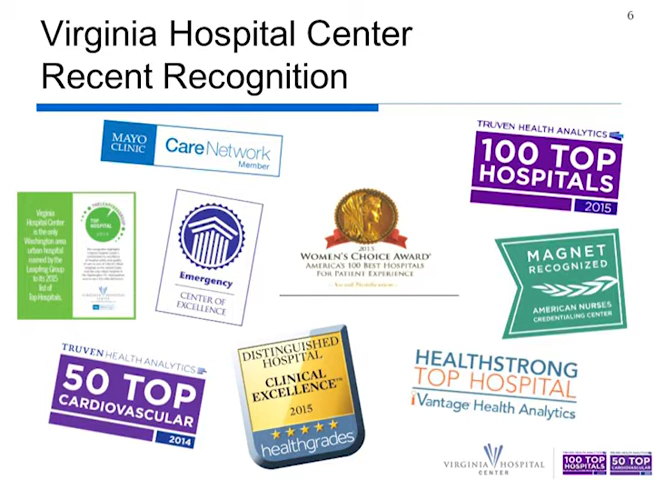 6
Virginia Hospital Center
Recent Recognition
MAYO
CLINIC
CareNetwork
Member
TRUVEN HEALTH ANALYTICS
100 TOP
HOSPITALS
2015
Virginia
Hospital Center
is the only
Washington area
urban hospital
named by the
Leapfrog Group
to its 2015
list of
Top Hospitals.
TOP
HOSPITAL
Emergency
CENTER OF
EXCELLENCE
2015
WOMEN'S CHOICE AWARD®
AMERICA'S 100 BEST HOSPITALS
FOR PATIENT EXPERIENCE
MAGNET
RECOGNIZED
AMERICAN NURSES
CREDENTIALING CENTER
TRUVEN HEALTH ANALYTICS
50 TOP
CARDIOVASCULAR
2014
DISTINGUISHED
HOSPITAL
CLINICAL
EXCELLENCE™
2015
healthgrades
HEALTHSTRONG
TOP HOSPITAL
iVantage Health Analytics
VIRGINIA HOSPITAL
CENTER
100 TOP
HOSPITALS
50 TOP
CARDIOVASCULAR